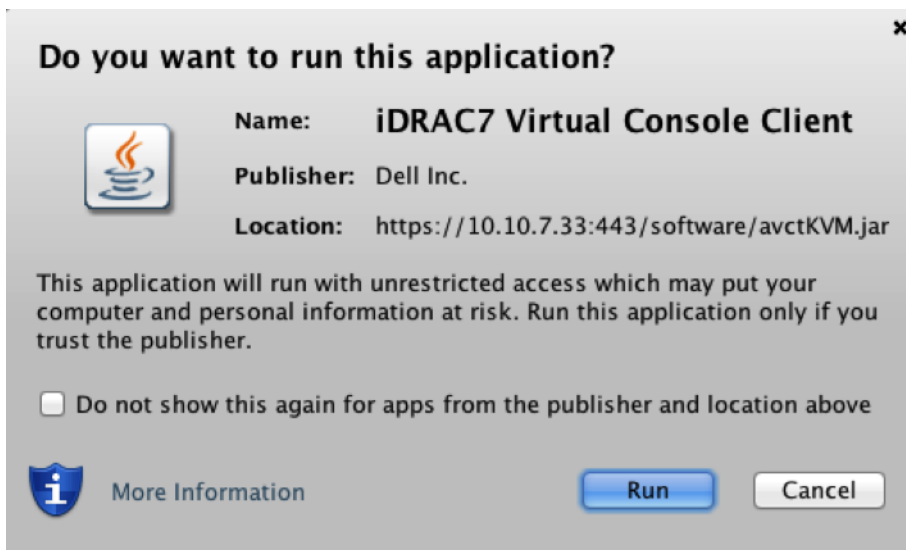 Do you want to run this application?
Name: iDRAC7 Virtual Console Client
Publisher: Dell Inc.
Location: https://10.10.7.33:443/software/avctKVM.jar
This application will run with unrestricted access which may put your
computer and personal information at risk. Run this application only if you
trust the publisher.
Do not show this again for apps from the publisher and location above
More Information
Run
Cancel